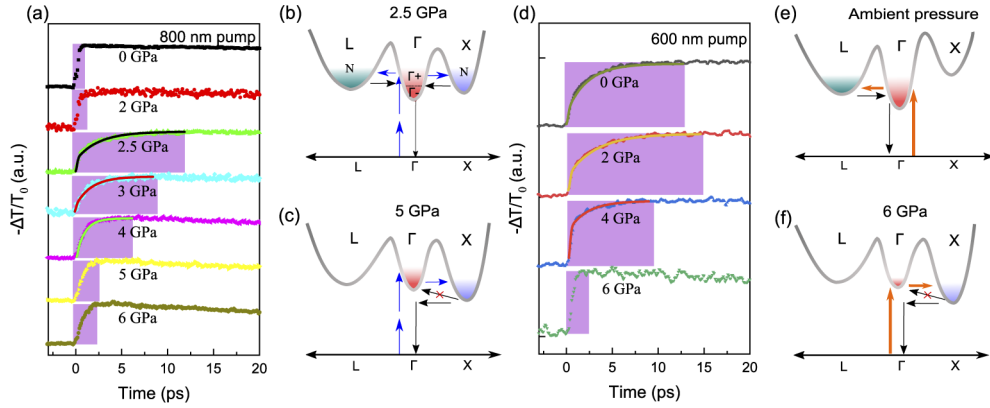 (a)
800 nm pump
0 GPa
2 GPa
2.5 GPa
3 GPa
4 GPa
5 GPa
6 GPa
-ΔT/T0 (a.u.)
0 5 10 15 20
Time (ps)
(b)
2.5 GPa
L Γ X
N Γ+ N
Γ-
L Γ X
(c)
5 GPa
L Γ X
L Γ X
(d)
600 nm pump
0 GPa
2 GPa
4 GPa
6 GPa
-ΔT/T0 (a.u.)
0 5 10 15 20
Time (ps)
(e)
Ambient pressure
L Γ X
L Γ X
(f)
6 GPa
L Γ X
L Γ X